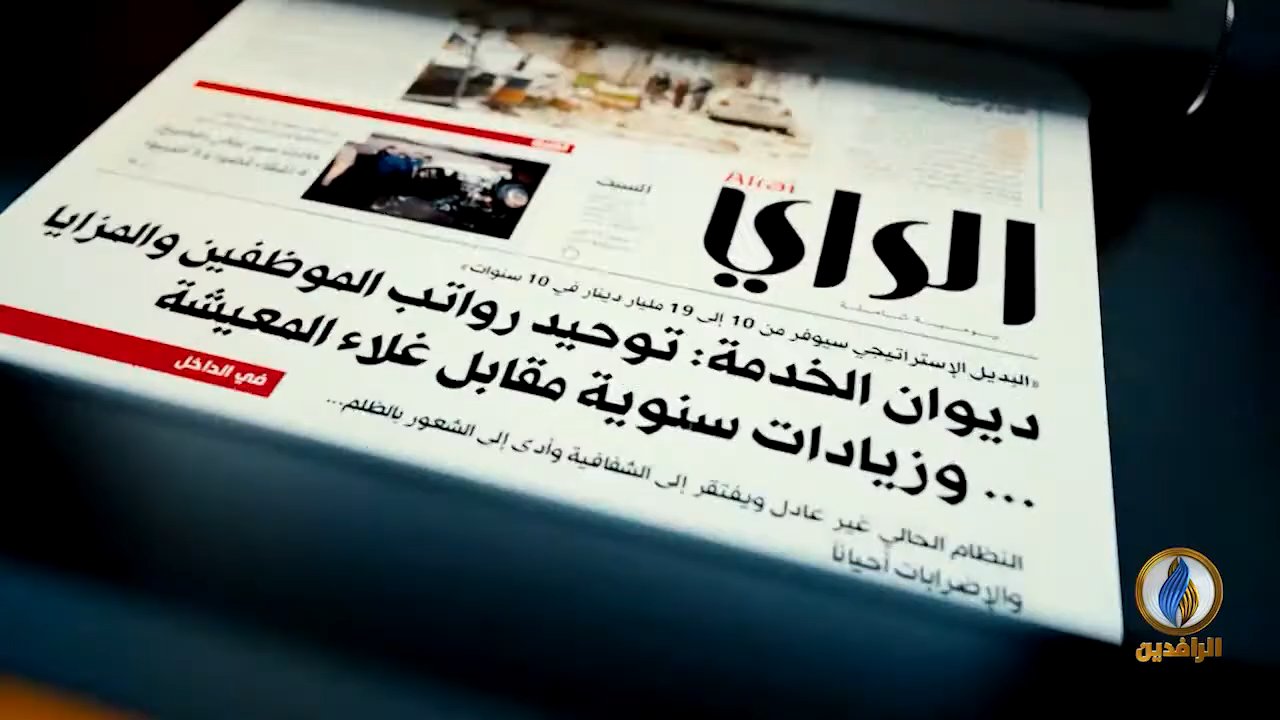 السبت
Alrai
الراي
يومية شاملة
«البديل الإستراتيجي سيوفر من 10 إلى 19 مليار دينار في 10 سنوات»
ديوان الخدمة: توحيد رواتب الموظفين والمزايا
... وزيادات سنوية مقابل غلاء المعيشة
في الداخل
النظام الحالي غير عادل ويفتقر إلى الشفافية وأدى إلى الشعور بالظلم...
والإضرابات أحياناً
الرافدين